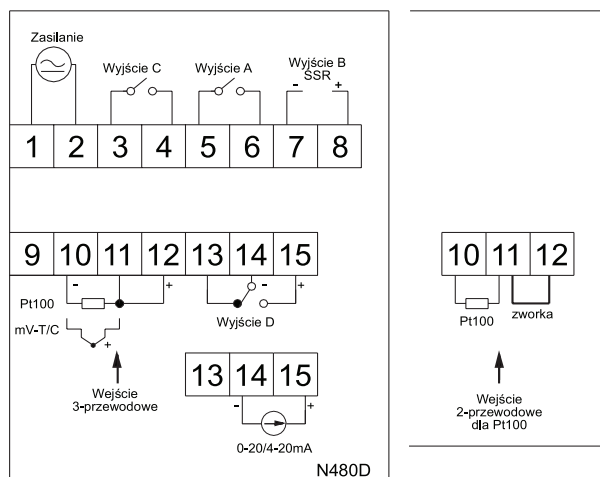 Zasilanie
Wyjście C
Wyjście A
Wyjście B
SSR
- +
1 2 3 4 5 6 7 8
9 10 11 12 13 14 15
- + - +
Pt100
Wyjście D
mV-T/C +
Wejście
3-przewodowe
13 14 15
- +
0-20/4-20mA
N480D
10 11 12
Pt100
zworka
Wejście
2-przewodowe
dla Pt100